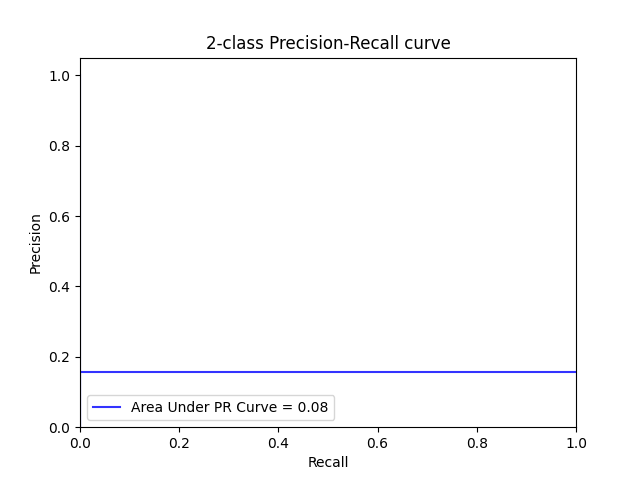 2-class Precision-Recall curve
Precision
1.0
0.8
0.6
0.4
0.2
0.0
Area Under PR Curve = 0.08
0.0 0.2 0.4 0.6 0.8 1.0
Recall